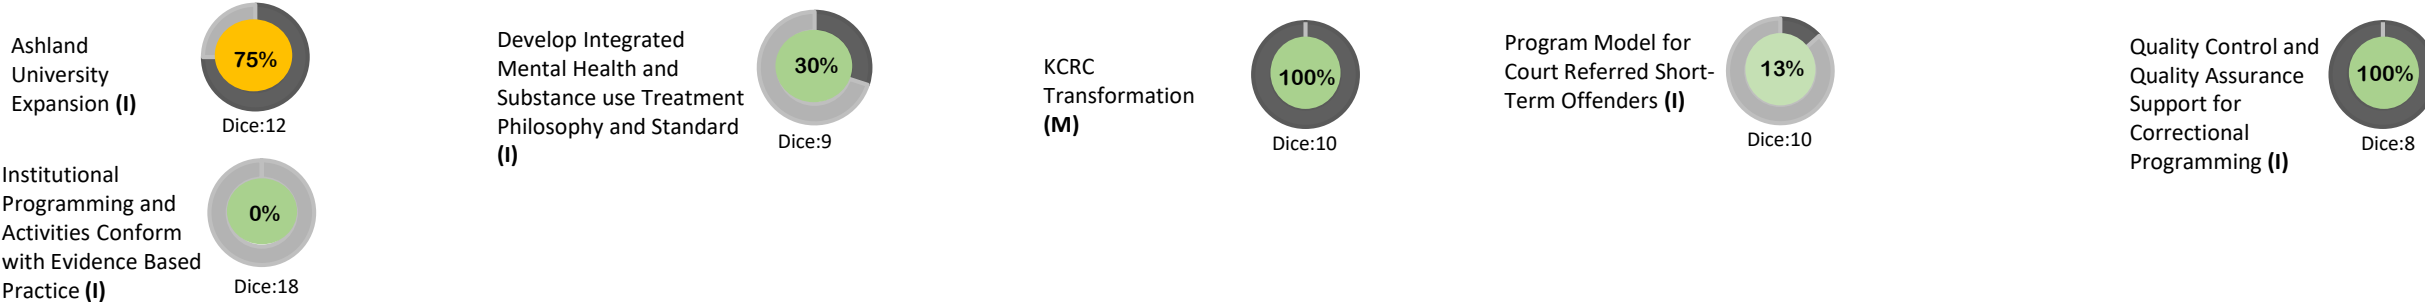 Ashland
University
Expansion (I)
75%
Dice:12
Institutional
Programming and
Activities Conform
with Evidence Based
Practice (I)
0%
Dice:18
Develop Integrated
Mental Health and
Substance use Treatment
Philosophy and Standard
(I)
30%
Dice:9
KCRC
Transformation
(M)
100%
Dice:10
Program Model for
Court Referred Short-
Term Offenders (I)
13%
Dice:10
Quality Control and
Quality Assurance
Support for
Correctional
Programming (I)
100%
Dice:8